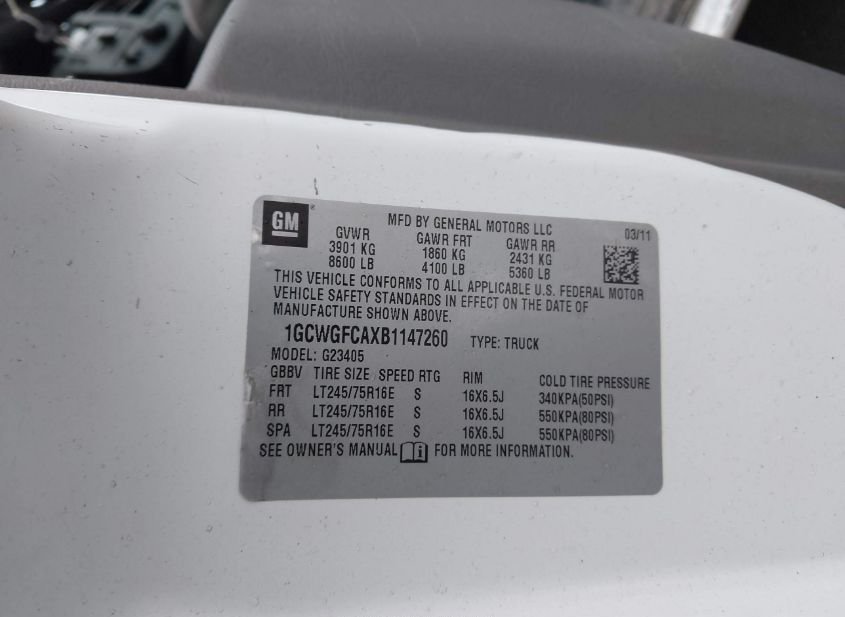 GM
MFD BY GENERAL MOTORS LLC
03/11
GVWR GAWR FRT GAWR RR
3901 KG 1860 KG 2431 KG
8600 LB 4100 LB 5360 LB
THIS VEHICLE CONFORMS TO ALL APPLICABLE U.S. FEDERAL MOTOR
VEHICLE SAFETY STANDARDS IN EFFECT ON THE DATE OF
MANUFACTURE SHOWN ABOVE.
1GCWGFCAXB1147260 TYPE: TRUCK
MODEL: G23405
GBBV TIRE SIZE SPEED RTG RIM COLD TIRE PRESSURE
FRT LT245/75R16E S 16X6.5J 340KPA(50PSI)
RR LT245/75R16E S 16X6.5J 550KPA(80PSI)
SPA LT245/75R16E S 16X6.5J 550KPA(80PSI)
SEE OWNER'S MANUAL i FOR MORE INFORMATION.